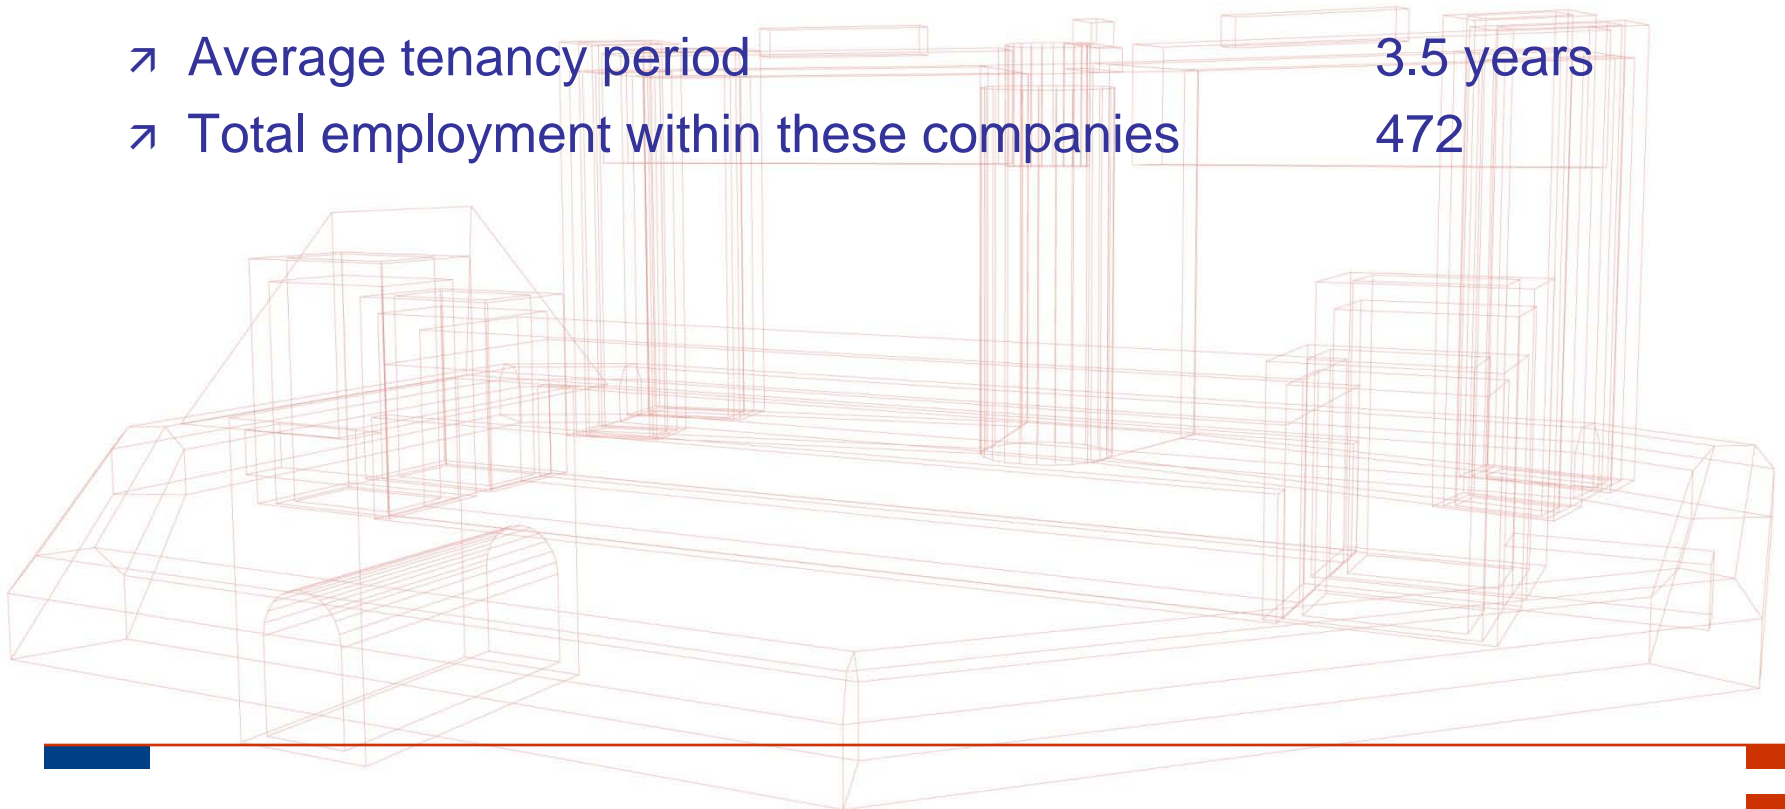 ↗ Average tenancy period 3.5 years
↗ Total employment within these companies 472